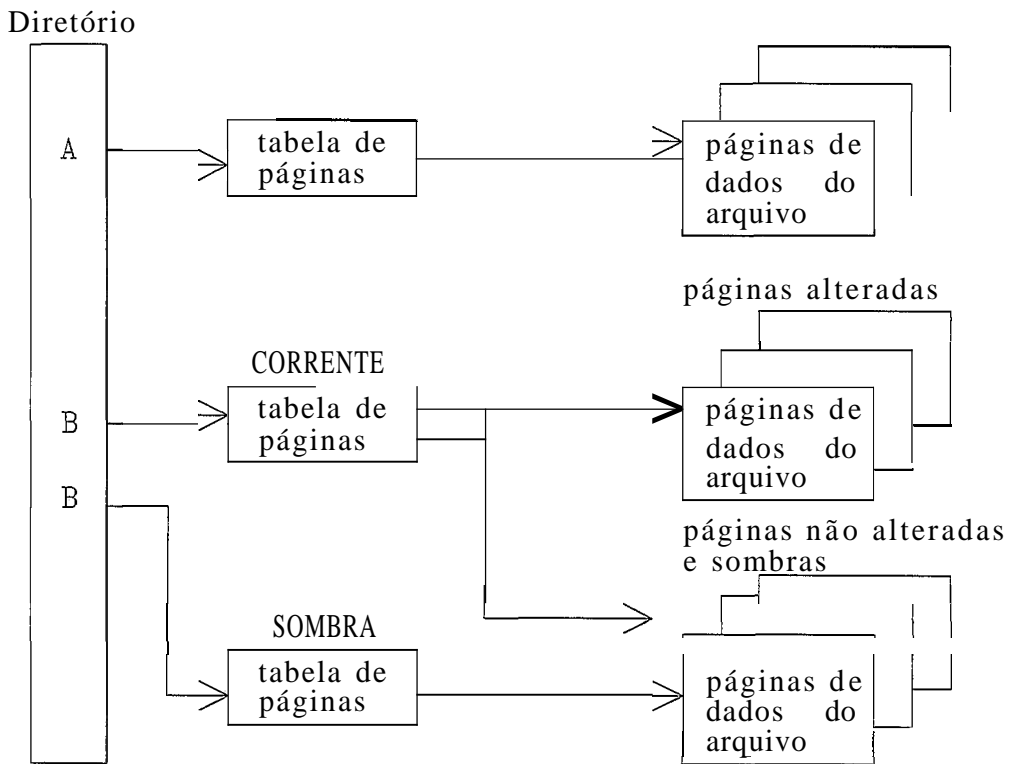 Diretório
A
tabela de
páginas
páginas de
dados do
arquivo
páginas alteradas
CORRENTE
B
tabela de
páginas
páginas de
dados do
arquivo
B
páginas não alteradas
e sombras
SOMBRA
tabela de
páginas
páginas de
dados do
arquivo